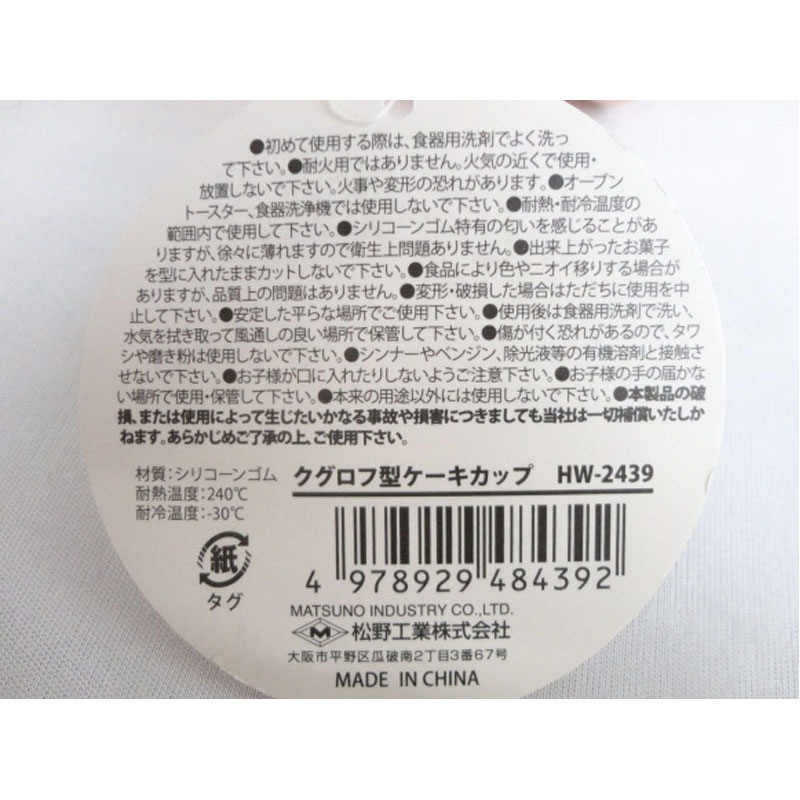 ●初めて使用する際は、食器用洗剤でよく洗っ
て下さい。●耐火用ではありません。火気の近くで使用・
放置しないで下さい。火事や変形の恐れがあります。●オーブン
トースター、食器洗浄機では使用しないで下さい。●耐熱・耐冷温度の
範囲内で使用して下さい。●シリコーンゴム特有の匂いを感じることがあ
りますが、徐々に薄れますので衛生上問題ありません。●出来上がったお菓子
を型に入れたままカットしないで下さい。●食品により色やニオイ移りする場合が
ありますが、品質上の問題はありません。●変形・破損した場合はただちに使用を中
止して下さい。●安定した平らな場所でご使用下さい。●使用後は食器用洗剤で洗い、
水気を拭き取って風通しの良い場所で保管して下さい。●傷が付く恐れがあるので、タワ
シや磨き粉は使用しないで下さい。●シンナーやベンジン、除光液等の有機溶剤と接触さ
せないで下さい。●お子様が口に入れたりしないようご注意下さい。●お子様の手の届かな
い場所で使用・保管して下さい。●本来の用途以外には使用しないで下さい。●本製品の破
損、または使用によって生じたいかなる事故や損害につきましても当社は一切補償いたしか
ねます。あらかじめご了承の上、ご使用下さい。
材質:シリコーンゴム
耐熱温度:240℃
耐冷温度:-30℃
紙
タグ
クグロフ型ケーキカップ HW-2439
4 978929 484392
MATSUNO INDUSTRY CO.,LTD.
M 松野工業株式会社
大阪市平野区瓜破南2丁目3番67号
MADE IN CHINA